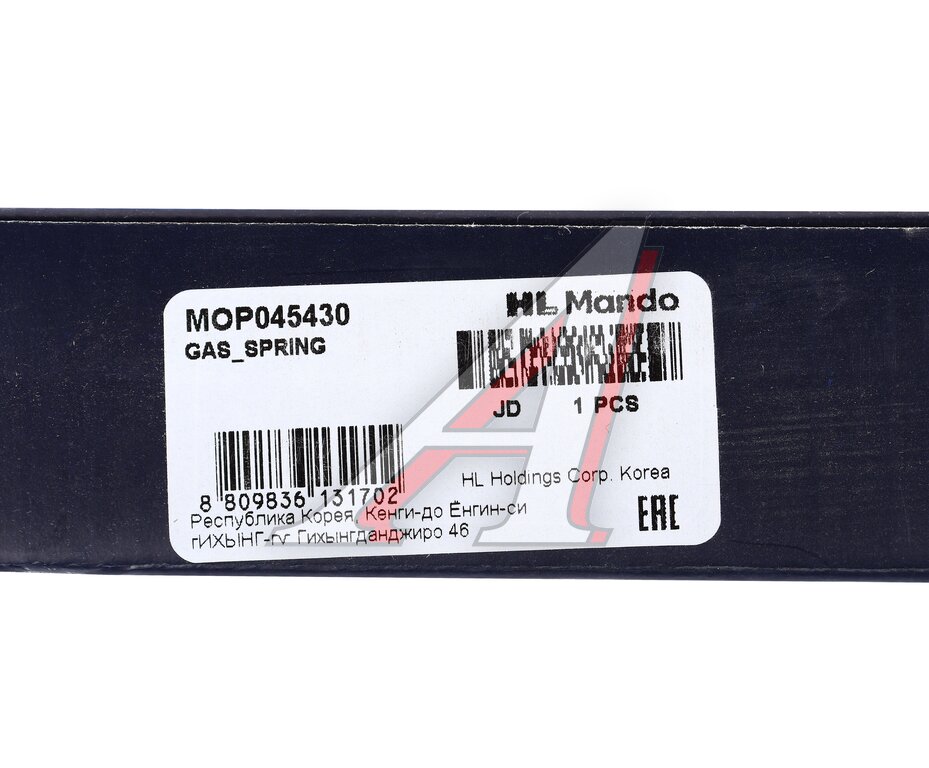 MOP045430
HL Mando
GAS_SPRING
JD 1 PCS
8 809836 131702
HL Holdings Corp. Korea
Республика Корея, Кенги-до Ёнгин-си
гИХЫНГ-гу Гихынгданджиро 46
EAC